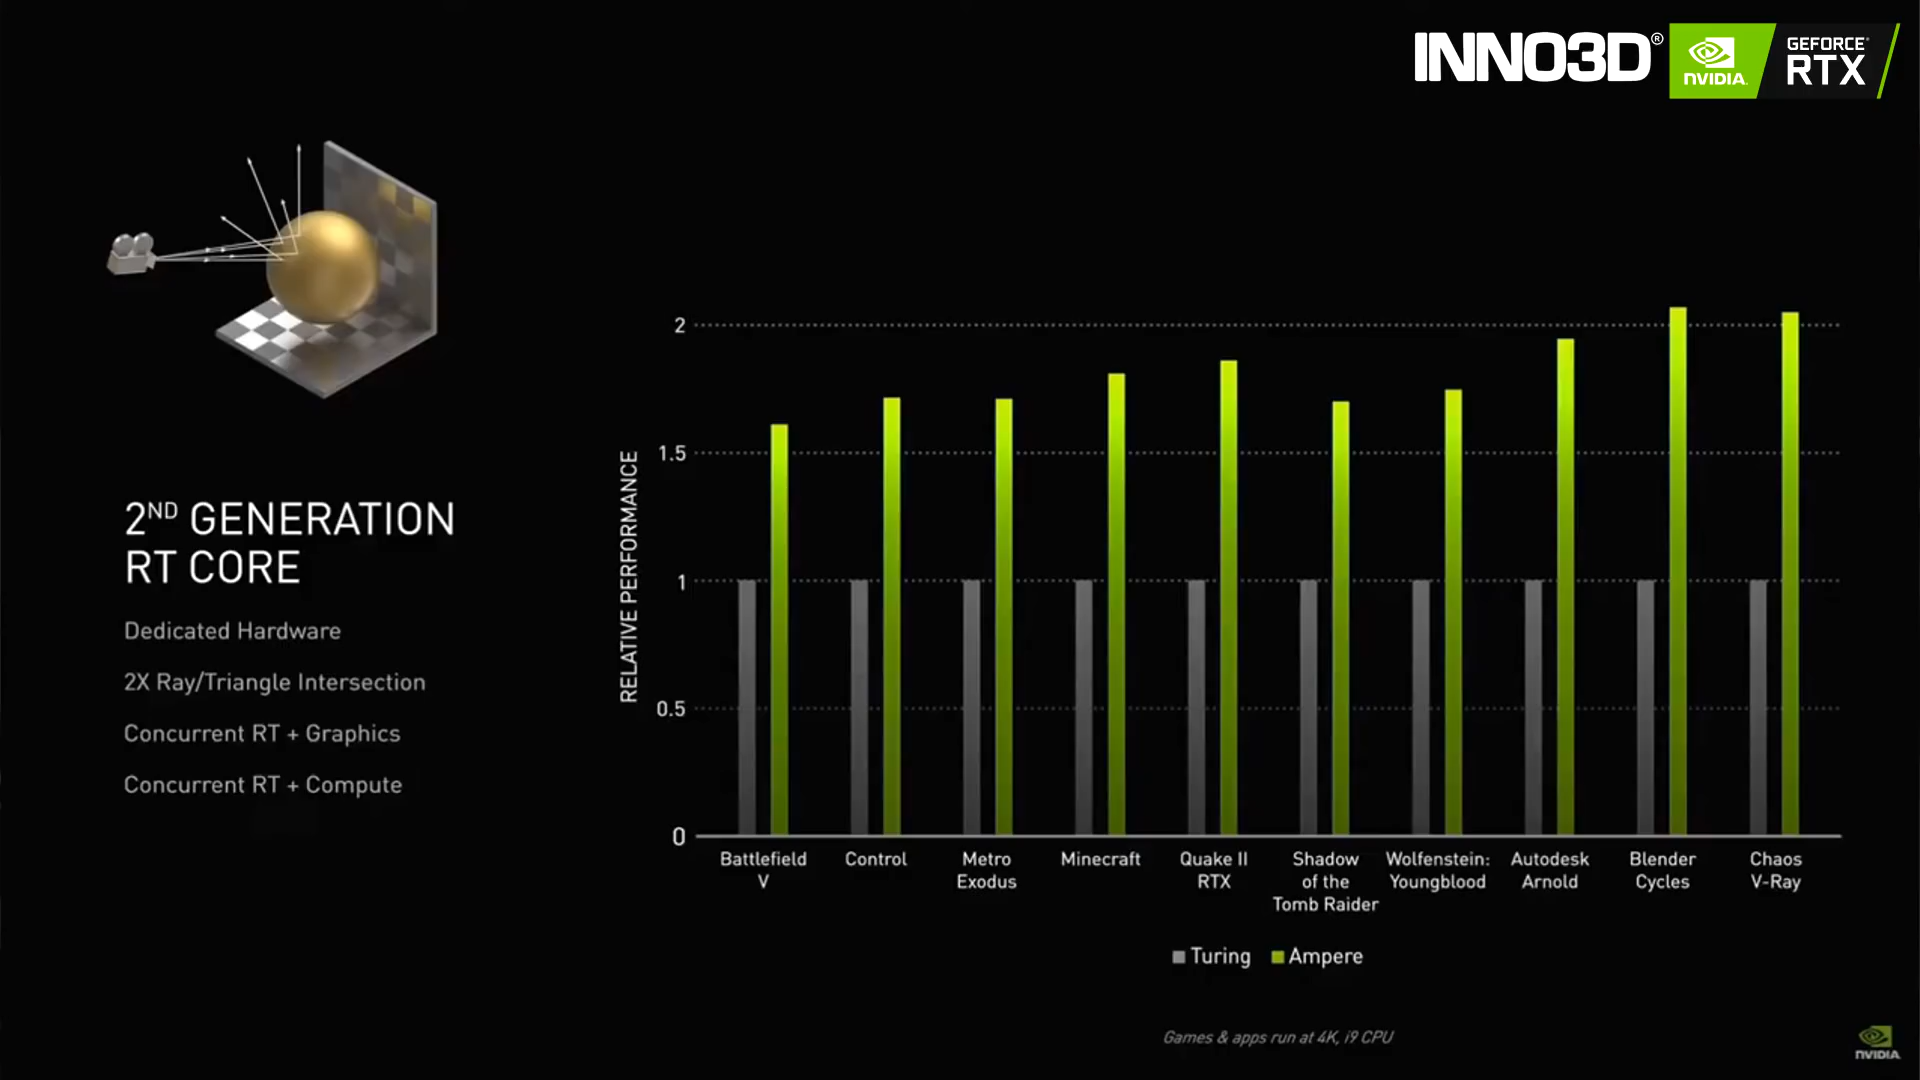 INNO3D®
NVIDIA.
GEFORCE®
RTX
2ND GENERATION
RT CORE
Dedicated Hardware
2X Ray/Triangle Intersection
Concurrent RT + Graphics
Concurrent RT + Compute
RELATIVE PERFORMANCE
2
1.5
1
0.5
0
Battlefield
V
Control
Metro
Exodus
Minecraft
Quake II
RTX
Shadow
of the
Tomb Raider
Wolfenstein:
Youngblood
Autodesk
Arnold
Blender
Cycles
Chaos
V-Ray
Turing
Ampere
Games & apps run at 4K, i9 CPU
NVIDIA